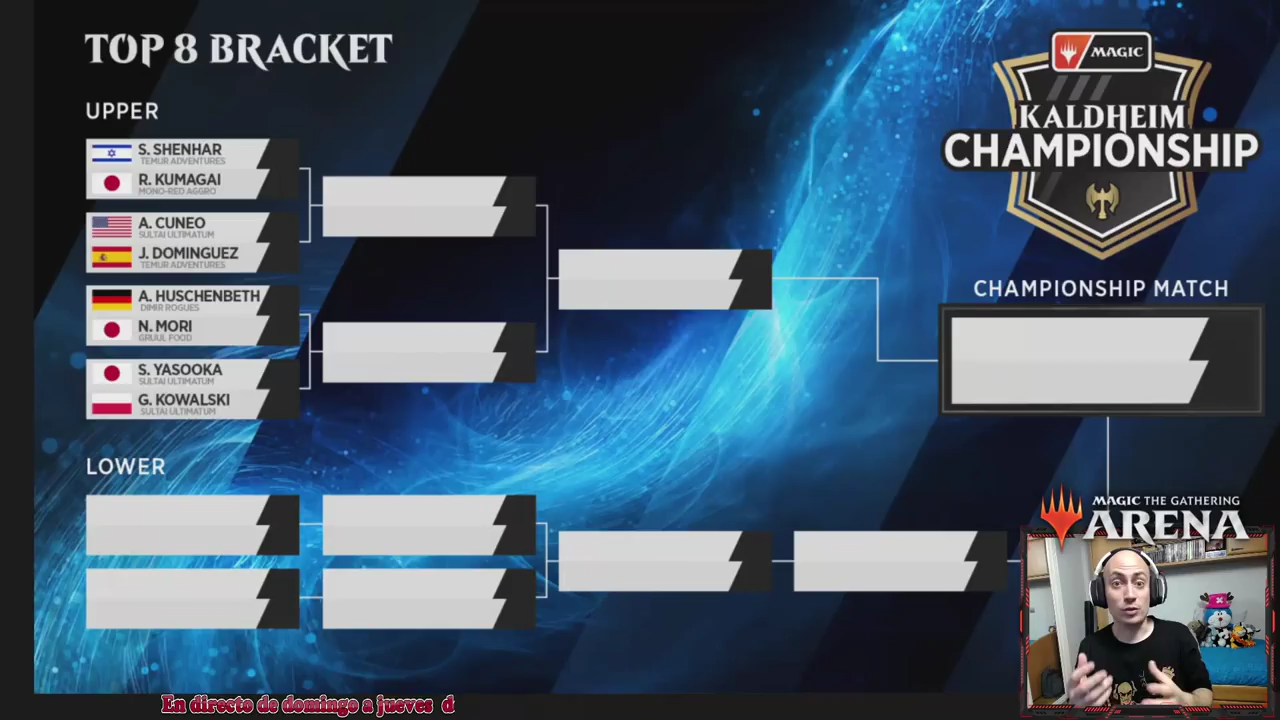 TOP 8 BRACKET
UPPER
S. SHENHAR
TEMUR ADVENTURES
R. KUMAGAI
MONO-RED AGGRO
A. CUNEO
SULTAI ULTIMATUM
J. DOMINGUEZ
TEMUR ADVENTURES
A. HUSCHENBETH
DIMIR ROGUES
N. MORI
GRUUL FOOD
S. YASOOKA
SULTAI ULTIMATUM
G. KOWALSKI
SULTAI ULTIMATUM
LOWER
MAGIC
KALDHEIM
CHAMPIONSHIP
CHAMPIONSHIP MATCH
MAGIC THE GATHERING
ARENA
En directo de domingo a jueves d